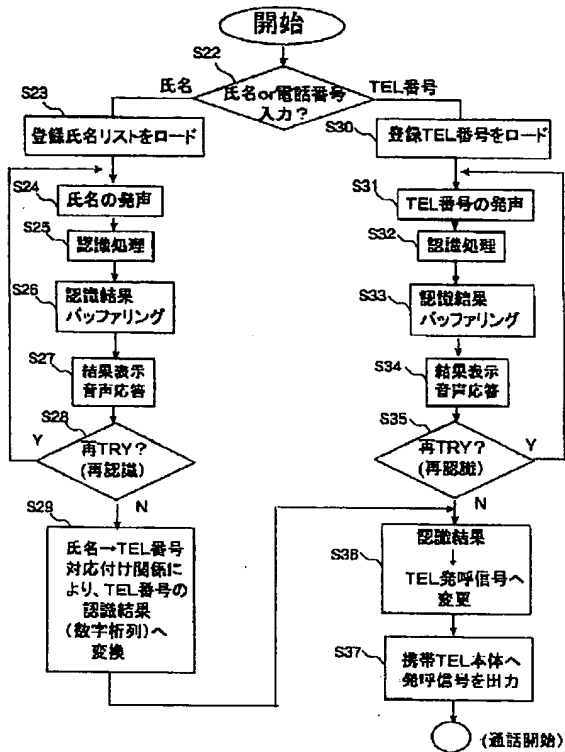 開始
S22
氏名or電話番号
入力？
氏名
TEL番号
S23
登録氏名リストをロード
S24
氏名の発声
S25
認識処理
S26
認識結果
バッファリング
S27
結果表示
音声応答
S28
再TRY？
(再認識)
Y
N
S29
氏名→TEL番号
対応付け関係に
より、TEL番号の
認識結果
(数字桁列)へ
変換
S30
登録TEL番号をロード
S31
TEL番号の発声
S32
認識処理
S33
認識結果
バッファリング
S34
結果表示
音声応答
S35
再TRY？
(再認識)
Y
N
S36
認識結果
↓
TEL発呼信号へ
変更
S37
携帯TEL本体へ
発呼信号を出力
(通話開始)